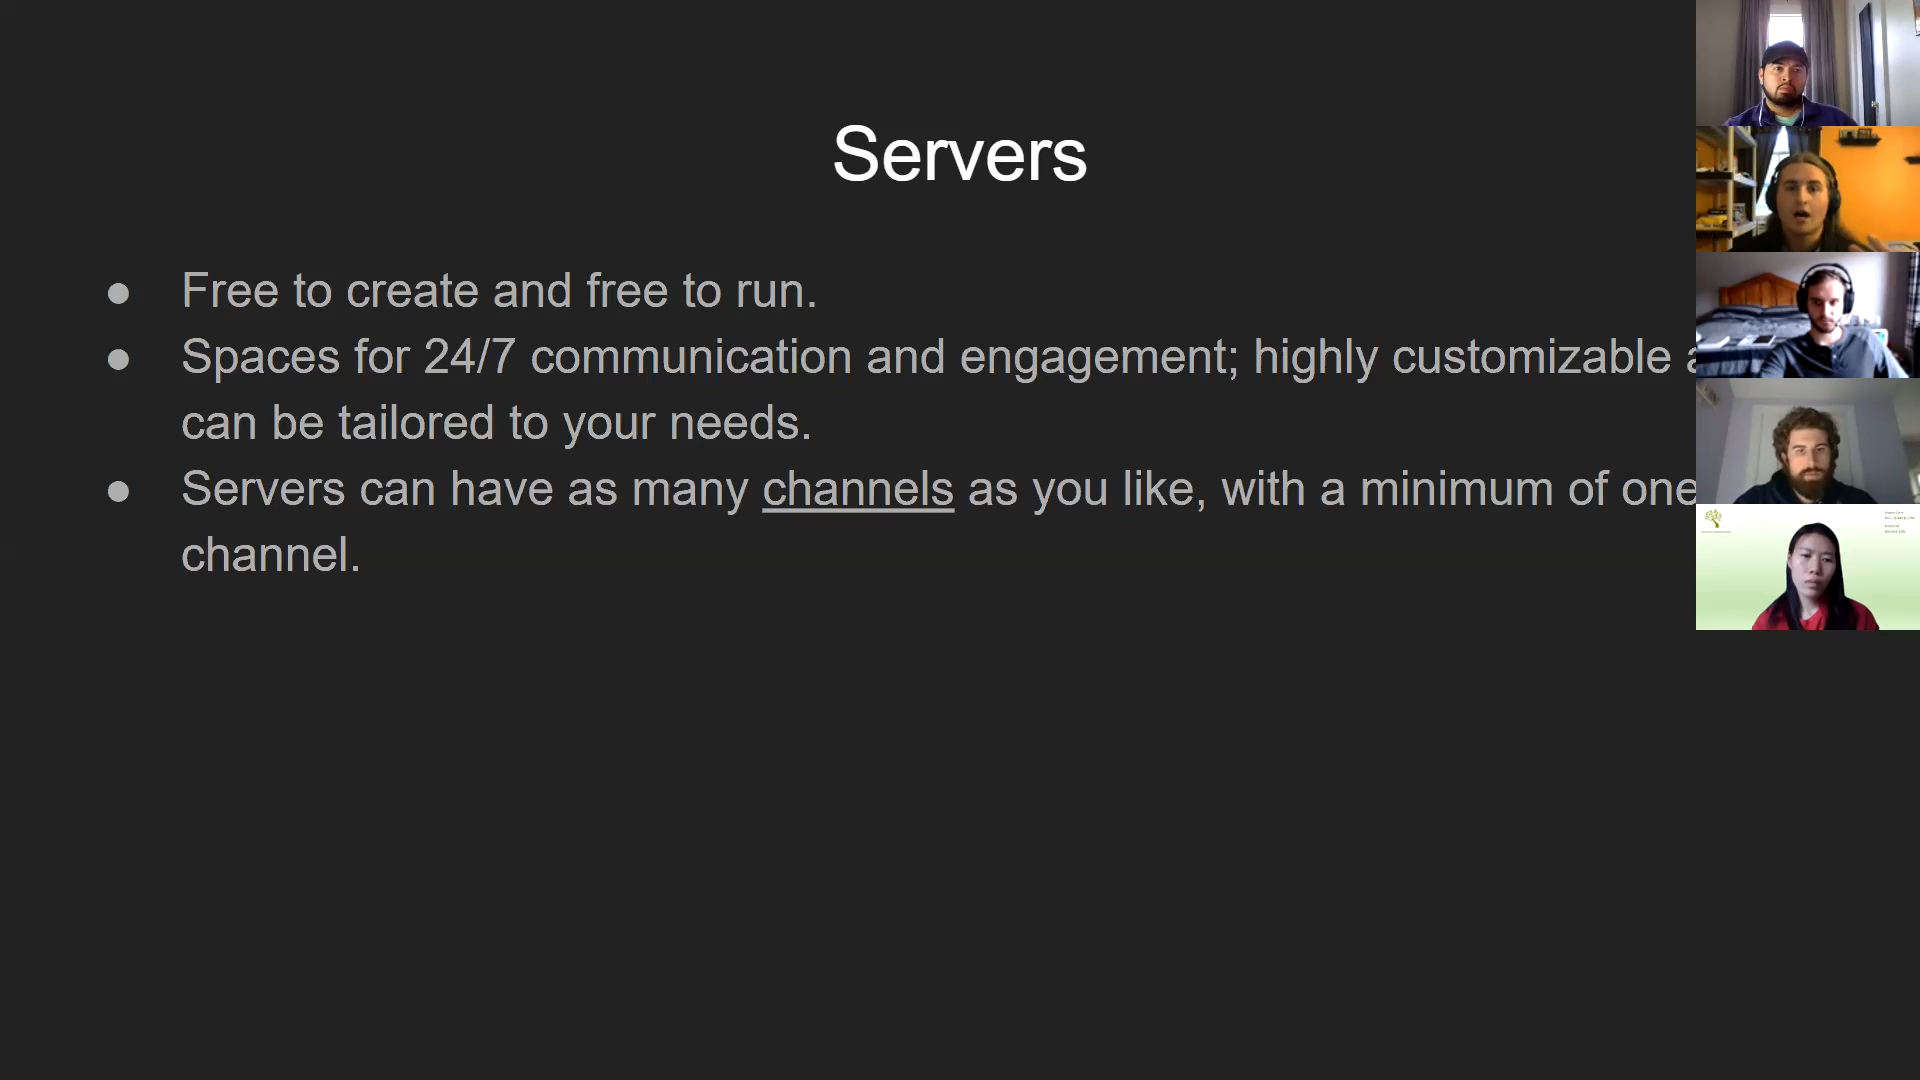 Servers
● Free to create and free to run.
● Spaces for 24/7 communication and engagement; highly customizable
can be tailored to your needs.
● Servers can have as many channels as you like, with a minimum of one
channel.